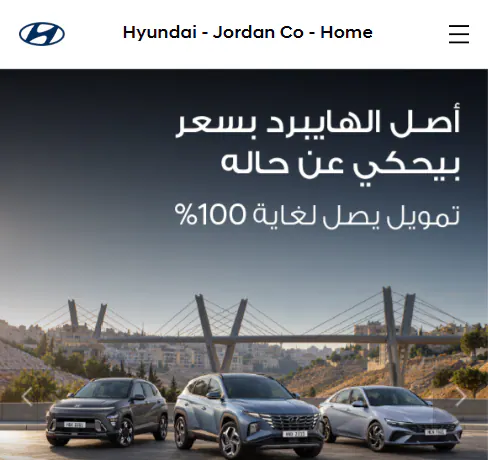 Hyundai - Jordan Co - Home
أصل الهايبرد بسعر
بيحكي عن حاله
تمويل يصل لغاية 100%